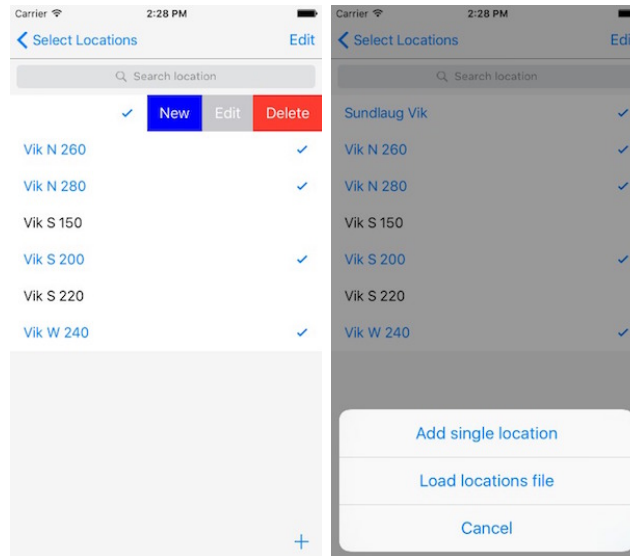 Carrier 2:28 PM
Select Locations Edit
Search location
New Edit Delete
Vik N 260
Vik N 280
Vik S 150
Vik S 200
Vik S 220
Vik W 240
Carrier 2:28 PM
Select Locations Edi
Search location
Sundlaug Vik
Vik N 260
Vik N 280
Vik S 150
Vik S 200
Vik S 220
Vik W 240
Add single location
Load locations file
Cancel